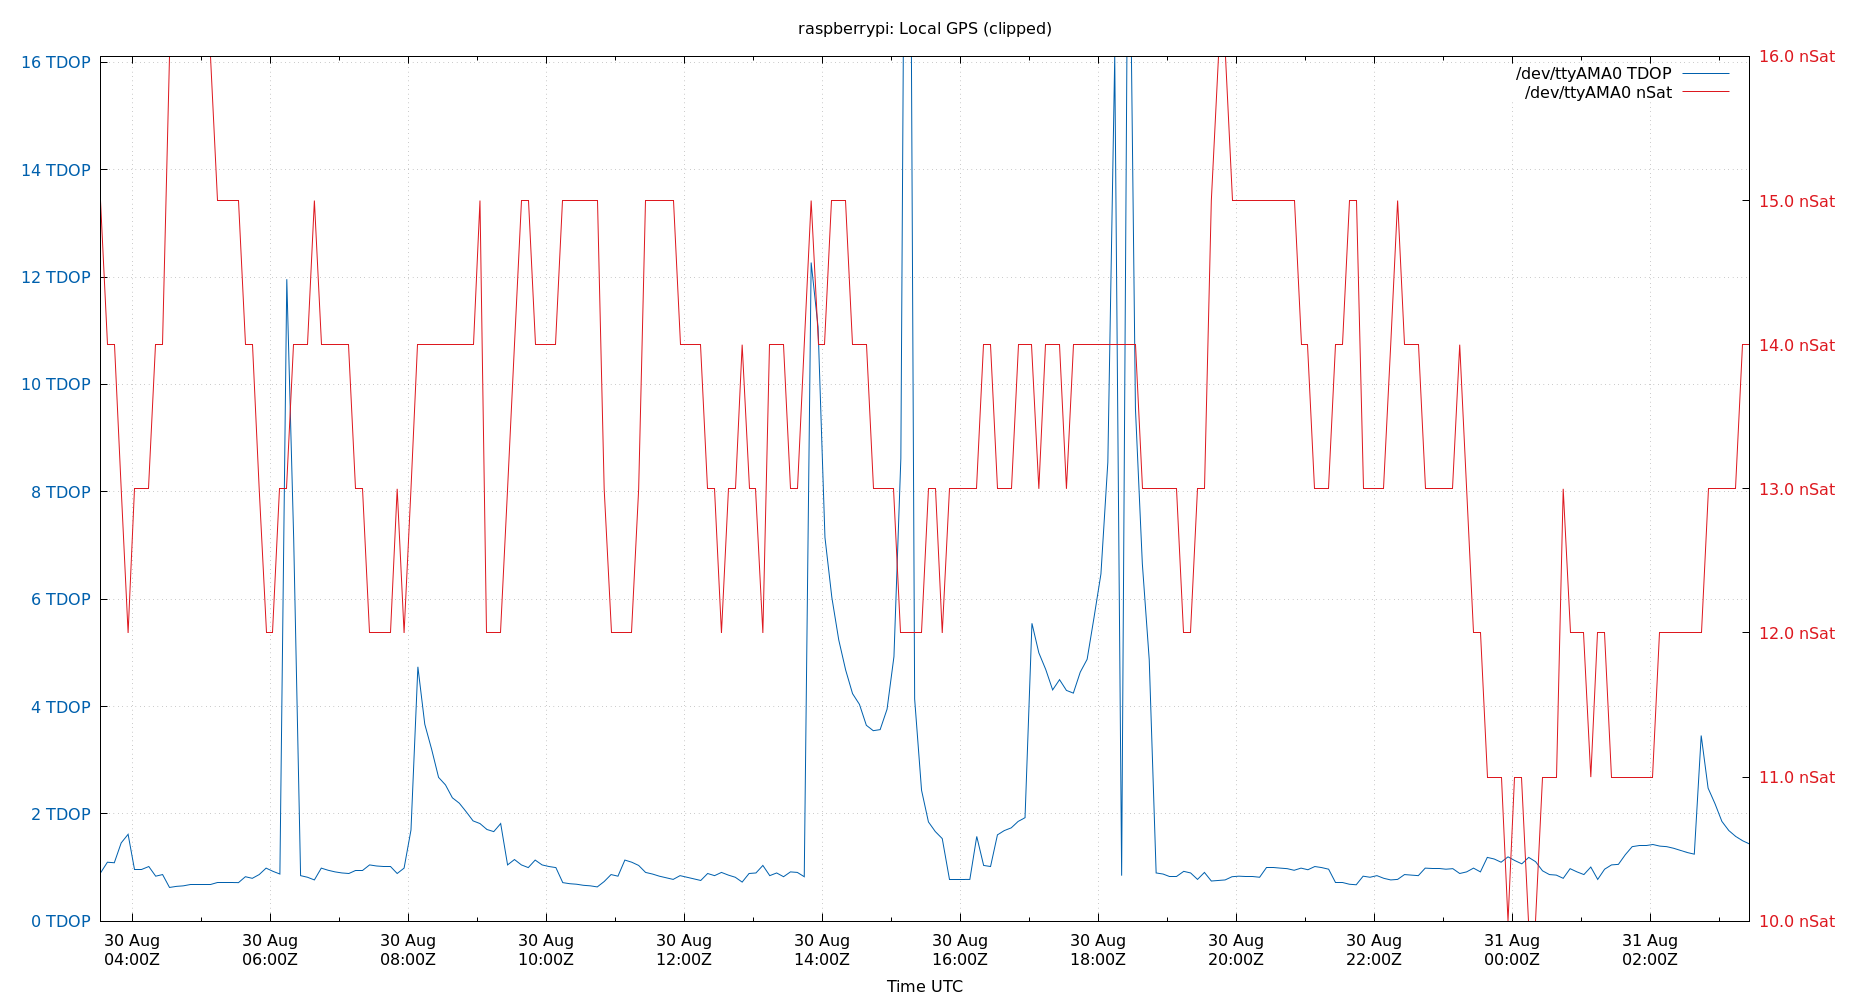 raspberrypi: Local GPS (clipped)
16 TDOP
14 TDOP
12 TDOP
10 TDOP
8 TDOP
6 TDOP
4 TDOP
2 TDOP
0 TDOP
/dev/ttyAMA0 TDOP
/dev/ttyAMA0 nSat
16.0 nSat
15.0 nSat
14.0 nSat
13.0 nSat
12.0 nSat
11.0 nSat
10.0 nSat
30 Aug
04:00Z
30 Aug
06:00Z
30 Aug
08:00Z
30 Aug
10:00Z
30 Aug
12:00Z
30 Aug
14:00Z
30 Aug
16:00Z
30 Aug
18:00Z
30 Aug
20:00Z
30 Aug
22:00Z
31 Aug
00:00Z
31 Aug
02:00Z
Time UTC